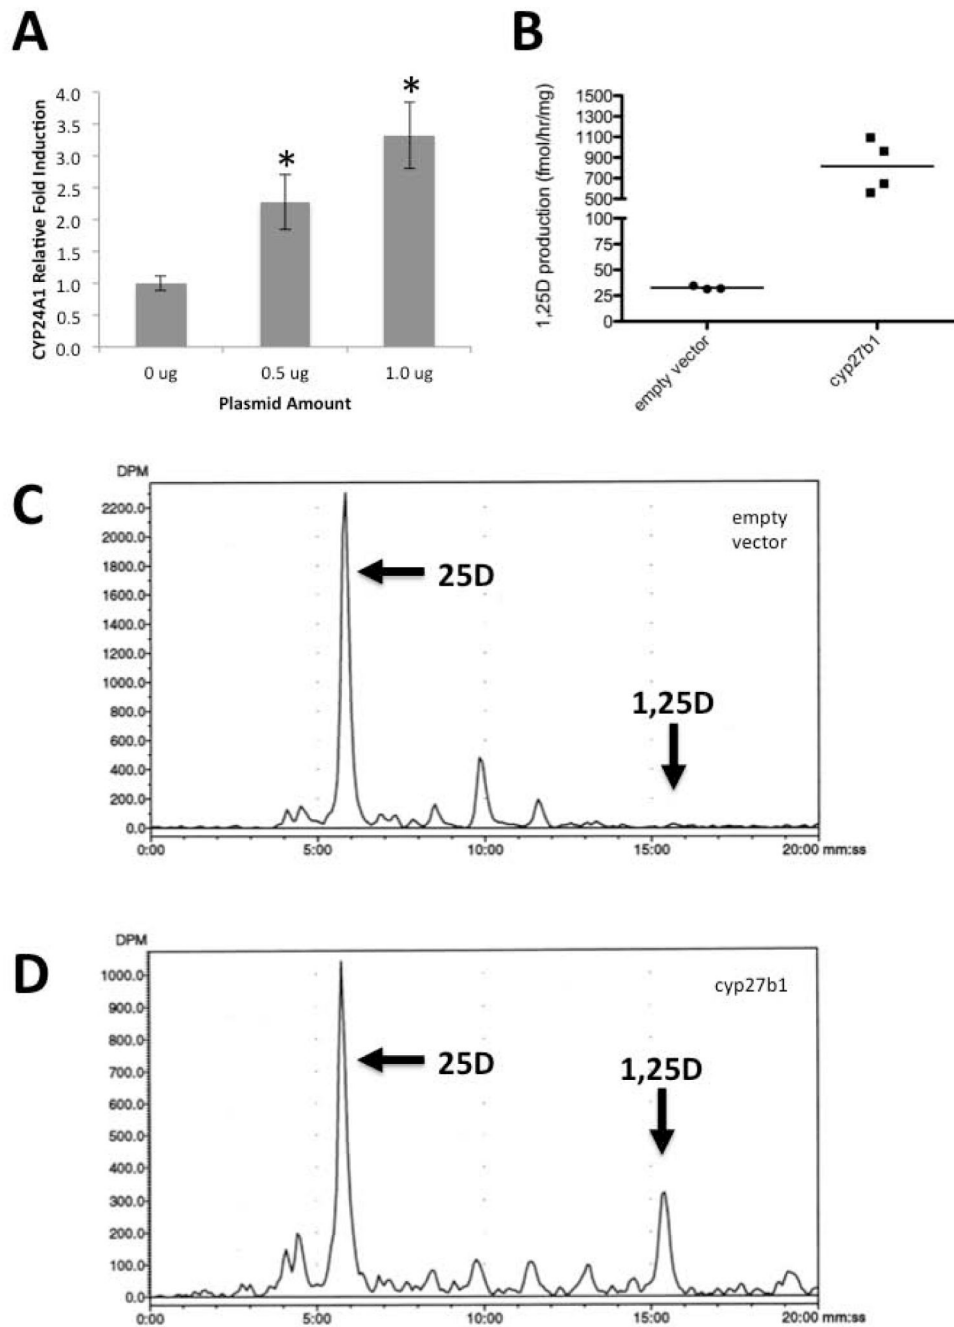 A
CYP24A1 Relative Fold Induction
4.0
3.5
3.0
2.5
2.0
1.5
1.0
0.5
0.0
*
*
0 ug
0.5 ug
1.0 ug
Plasmid Amount
B
1,25D production (fmol/hr/mg)
1500
1300
1100
900
700
500
100
75
50
25
0
empty vector
cyp27b1
C
DPM
2200.0
2000.0
1800.0
1600.0
1400.0
1200.0
1000.0
800.0
600.0
400.0
200.0
0.0
empty
vector
25D
1,25D
0:00
5:00
10:00
15:00
20:00 mm:ss
D
DPM
1000.0
900.0
800.0
700.0
600.0
500.0
400.0
300.0
200.0
100.0
0.0
cyp27b1
25D
1,25D
0:00
5:00
10:00
15:00
20:00 mm:ss